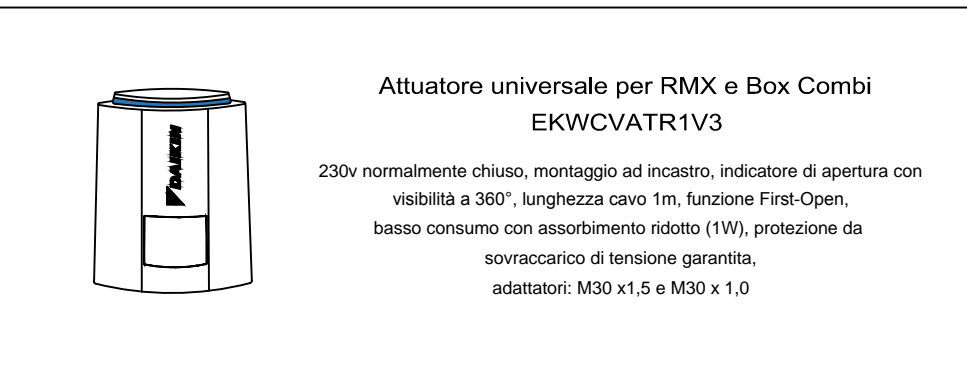 Attuatore universale per RMX e Box Combi
EKWCVATR1V3
230v normalmente chiuso, montaggio ad incastro, indicatore di apertura con
visibilità a 360°, lunghezza cavo 1m, funzione First-Open,
basso consumo con assorbimento ridotto (1W), protezione da
sovraccarico di tensione garantita,
adattatori: M30 x1,5 e M30 x 1,0
DAIKIN